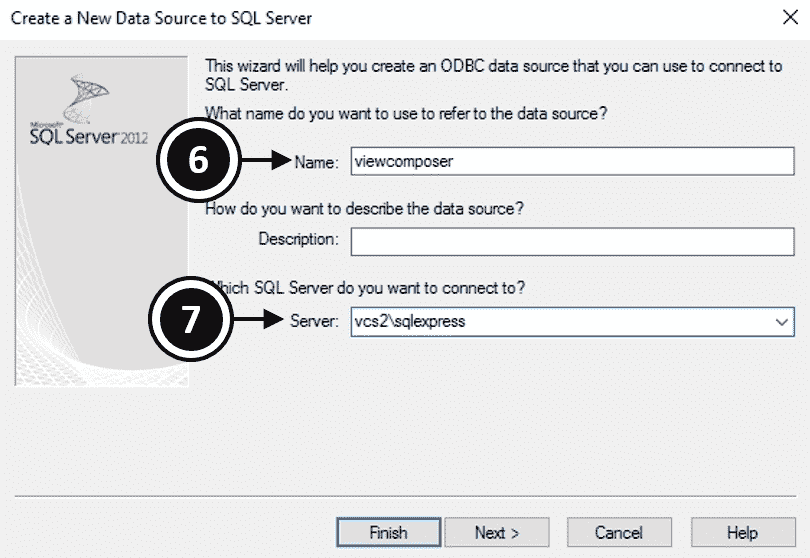 Create a New Data Source to SQL Server
This wizard will help you create an ODBC data source that you can use to connect to
SQL Server.
What name do you want to use to refer to the data source?
Microsoft
SQL Server 2012
6
Name: viewcomposer
How do you want to describe the data source?
Description:
Which SQL Server do you want to connect to?
7
Server: vcs2\sqlexpress
Finish
Next >
Cancel
Help